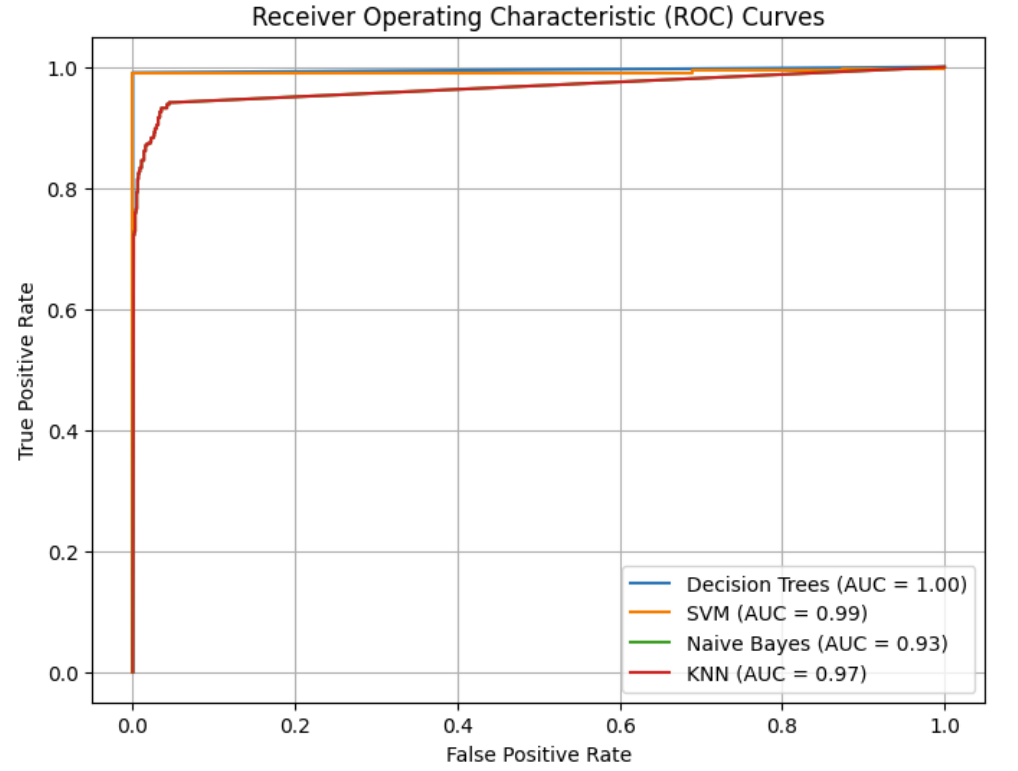 Receiver Operating Characteristic (ROC) Curves
True Positive Rate
1.0
0.8
0.6
0.4
0.2
0.0
Decision Trees (AUC = 1.00)
SVM (AUC = 0.99)
Naive Bayes (AUC = 0.93)
KNN (AUC = 0.97)
0.0 0.2 0.4 0.6 0.8 1.0
False Positive Rate